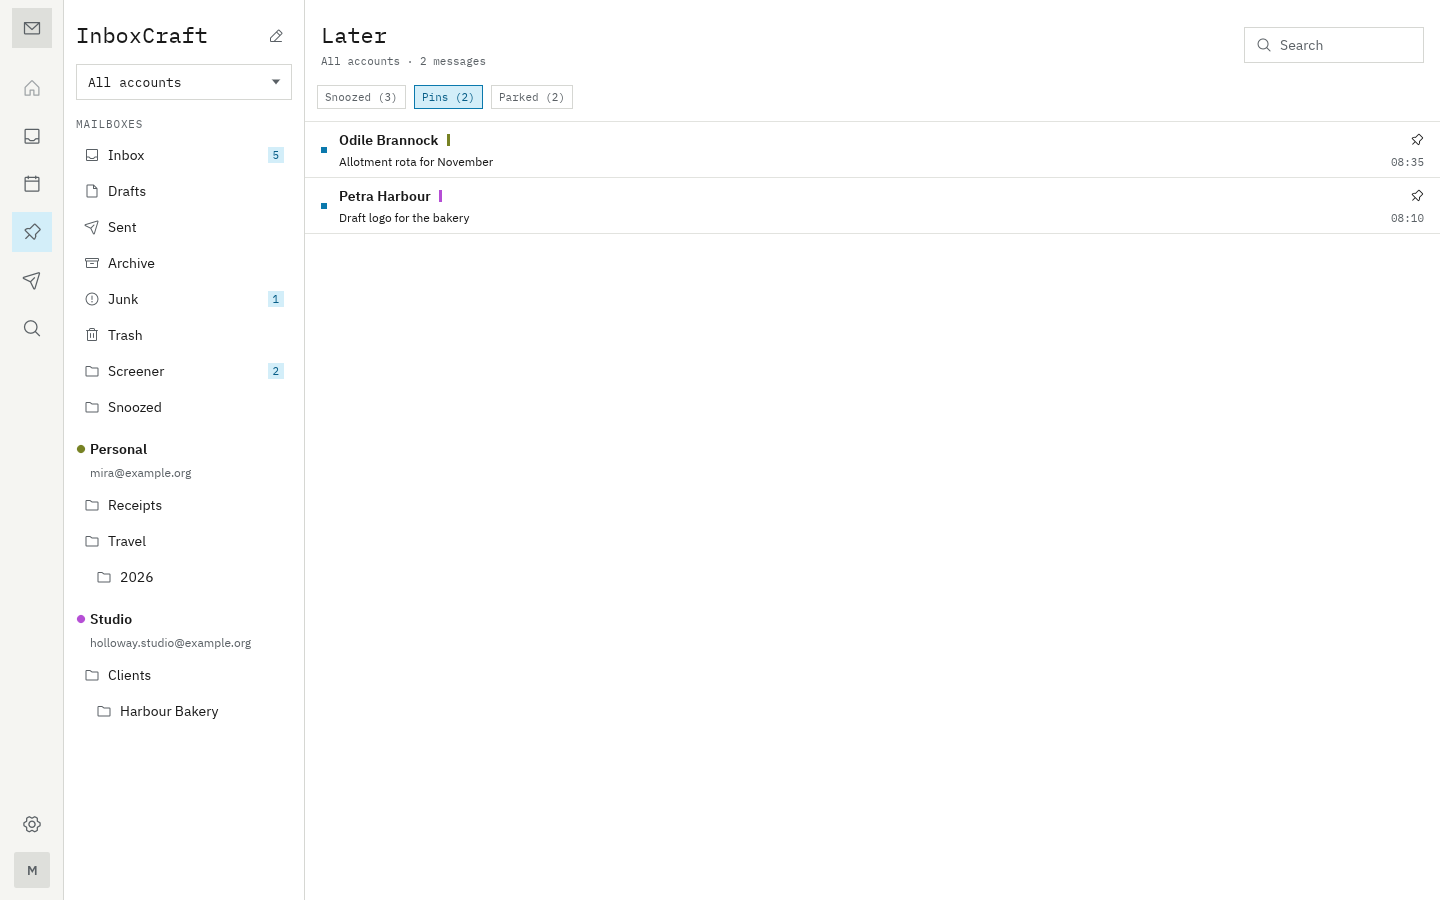 InboxCraft
All accounts
MAILBOXES
Inbox 5
Drafts
Sent
Archive
Junk 1
Trash
Screener 2
Snoozed
Personal
mira@example.org
Receipts
Travel
2026
Studio
holloway.studio@example.org
Clients
Harbour Bakery
M
Later
All accounts · 2 messages
Search
Snoozed (3) Pins (2) Parked (2)
Odile Brannock
Allotment rota for November 08:35
Petra Harbour
Draft logo for the bakery 08:10